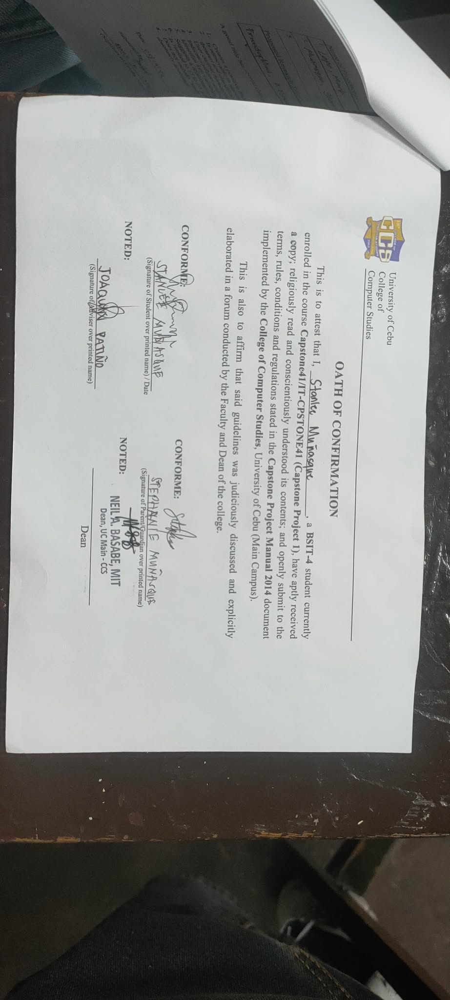 University of Cebu
College of
Computer Studies
CCS
OATH OF CONFIRMATION
This is to attest that I, Stanlee Muñasque, a BSIT-4 student currently
enrolled in the course Capstone41/IT-CPSTONE41 (Capstone Project 1), have aptly received
a copy; religiously read and conscientiously understood its contents; and openly submit to the
terms, rules, conditions and regulations stated in the Capstone Project Manual 2014 document
implemented by the College of Computer Studies, University of Cebu (Main Campus).
This is also to affirm that said guidelines was judiciously discussed and explicitly
elaborated in a forum conducted by the Faculty and Dean of the college.
CONFORME:
STANLEE MUÑASQUE
(Signature of Student over printed name) / Date
CONFORME:
STEPHANIE MUÑASQUE
(Signature of Parent/Guardian over printed name)
NOTED:
JOAQUIN PATIÑO
(Signature of Adviser over printed name)
NOTED:
NEIL A. BASABE, MIT
Dean, UC Main - CCS
Dean